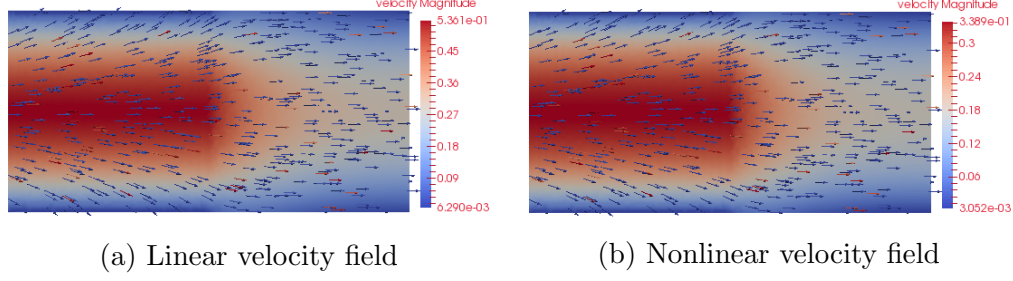 velocity Magnitude
5.361e-01
0.45
0.36
0.27
0.18
0.09
6.290e-03
velocity Magnitude
3.389e-01
0.3
0.24
0.18
0.12
0.06
3.052e-03
(a) Linear velocity field
(b) Nonlinear velocity field